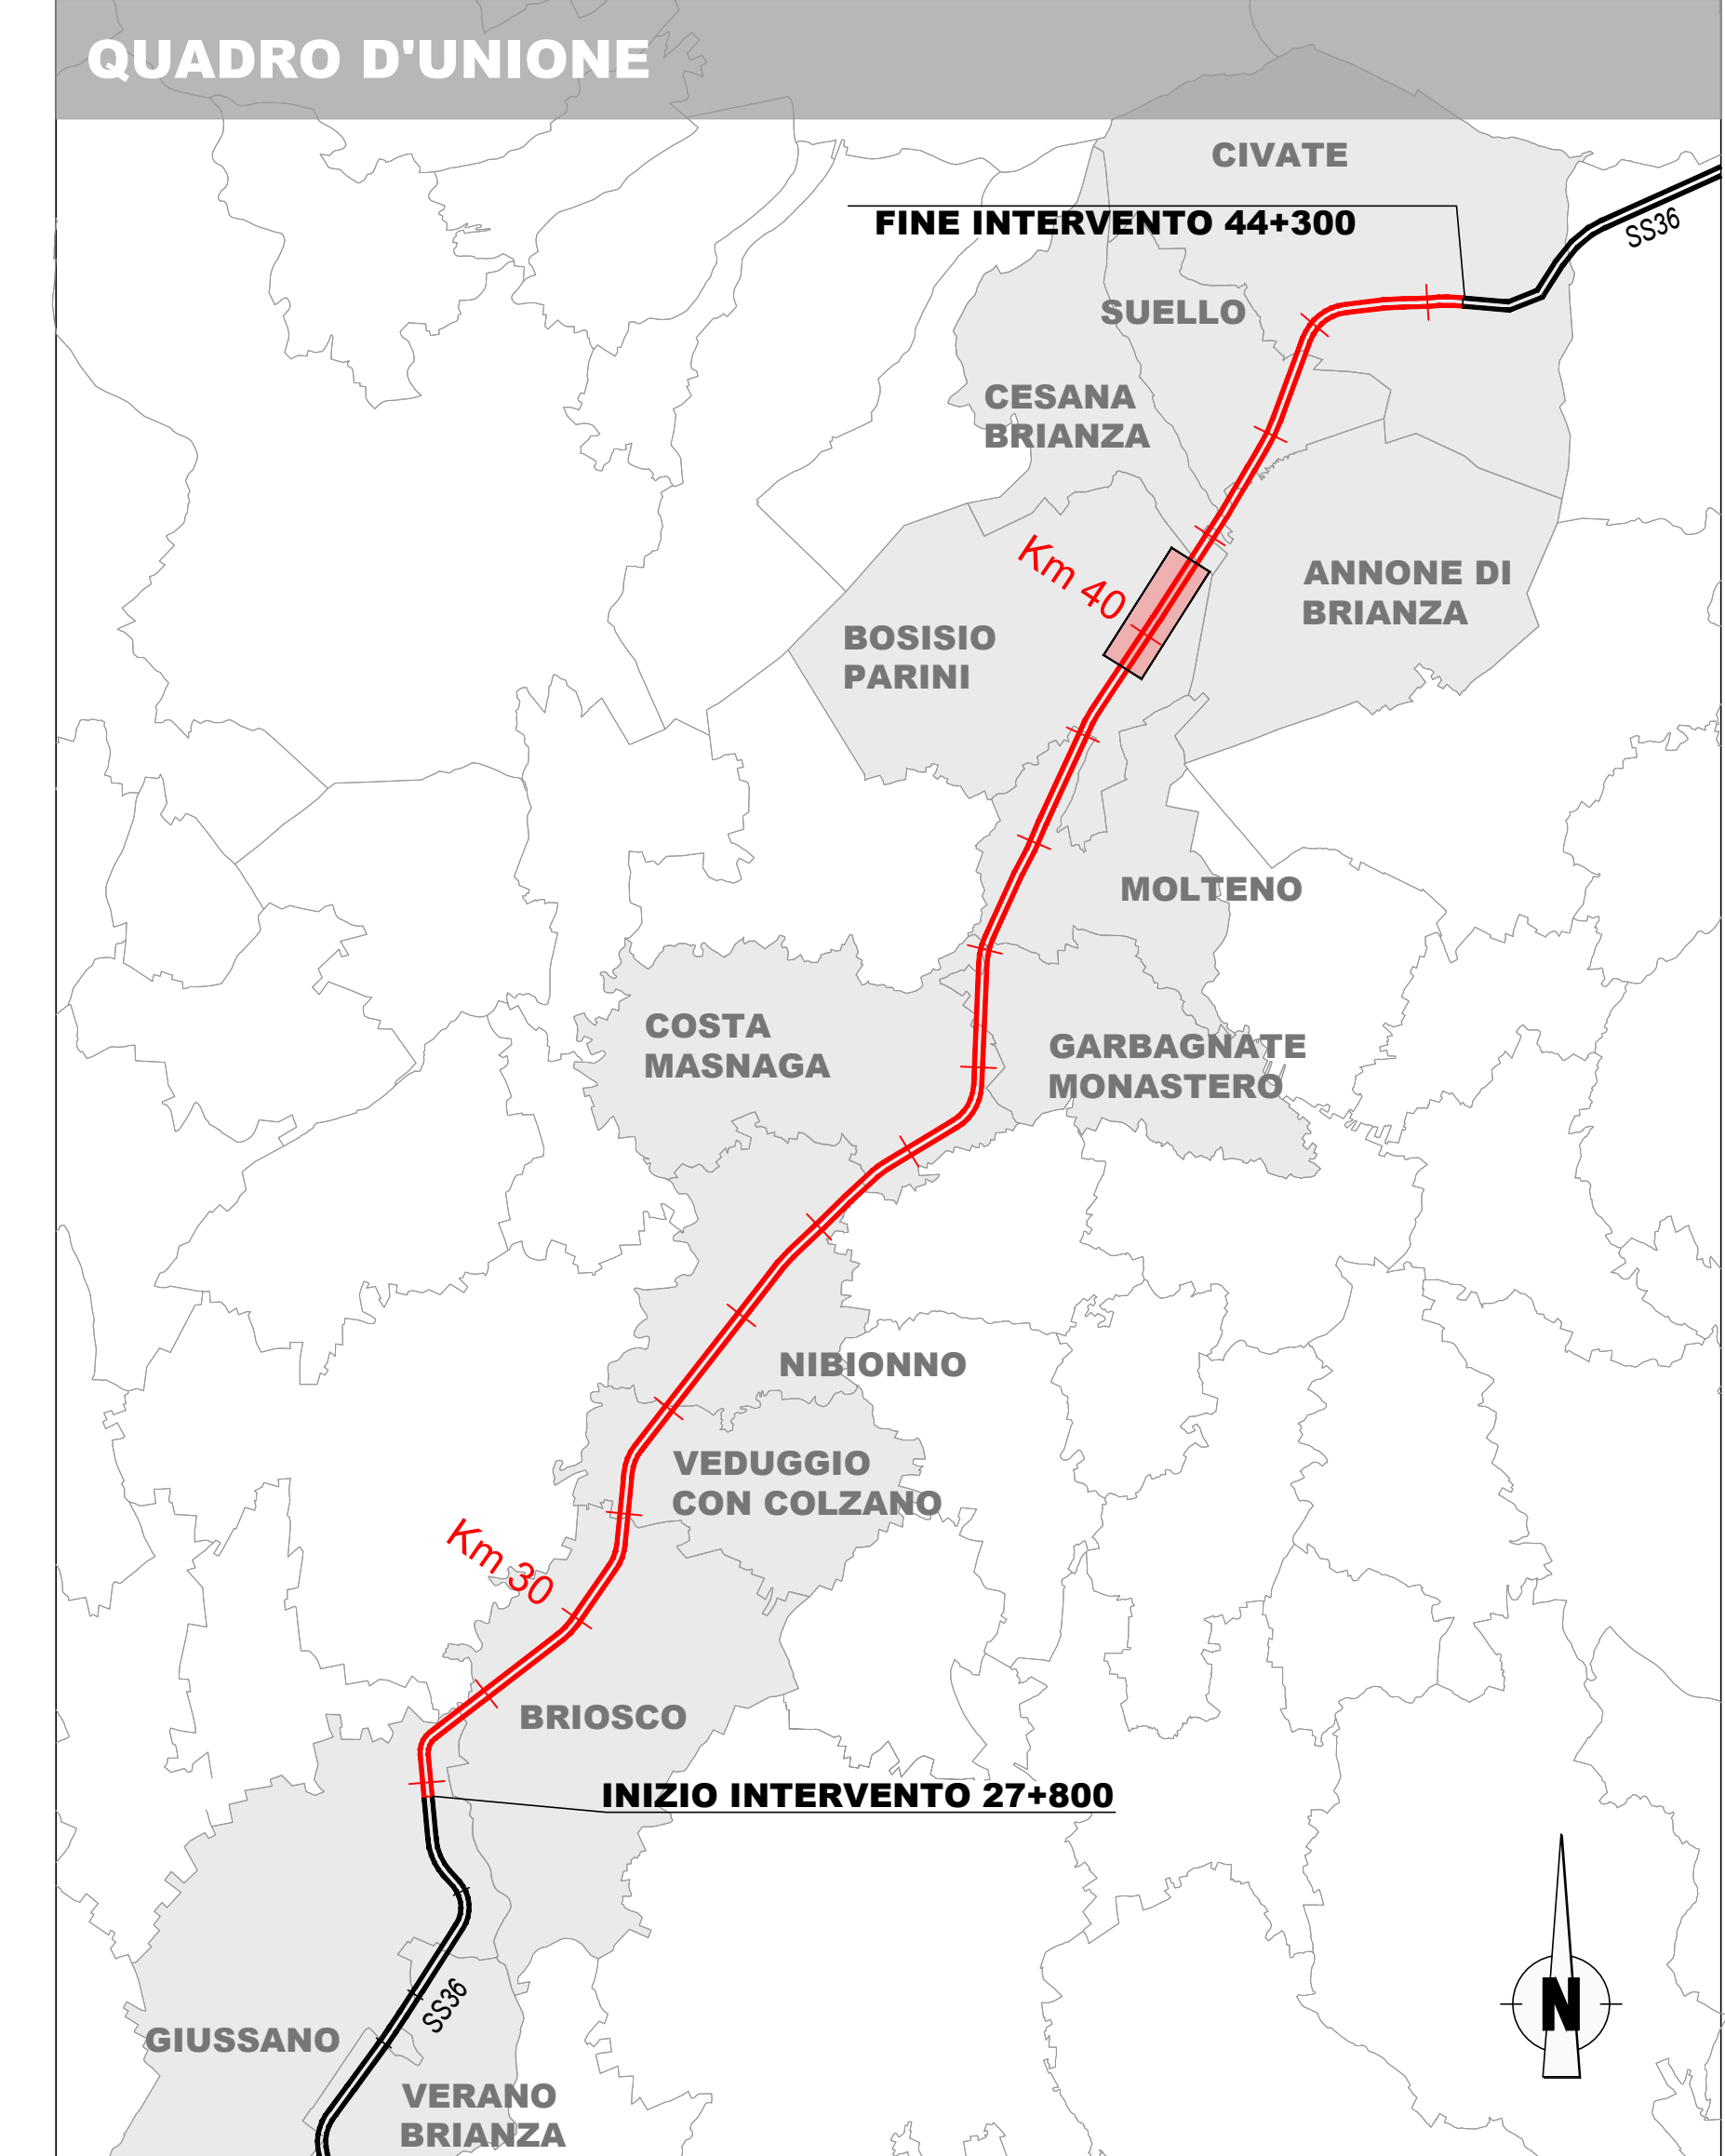 QUADRO D'UNIONE
CIVATE
FINE INTERVENTO 44+300
SS36
SUELLO
CESANA
BRIANZA
Km 40
ANNONE DI
BRIANZA
BOSISIO
PARINI
MOLTENO
COSTA
MASNAGA
GARBAGNATE
MONASTERO
NIBIONNO
VEDUGGIO
CON COLZANO
Km 30
BRIOSCO
INIZIO INTERVENTO 27+800
SS36
N
GIUSSANO
VERANO
BRIANZA